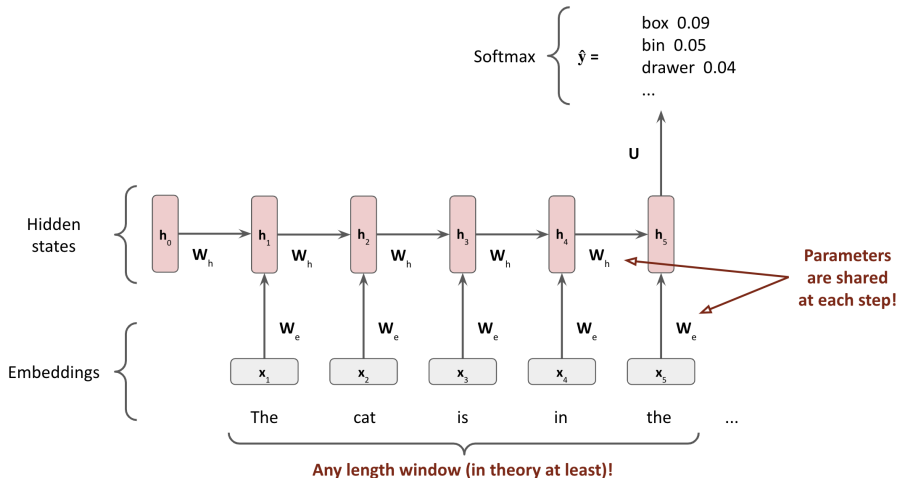 box 0.09
Softmax ŷ = bin 0.05
drawer 0.04
...
U
Hidden
states
h₀ h₁ h₂ h₃ h₄ h₅
Wₕ Wₕ Wₕ Wₕ Wₕ
Parameters
are shared
at each step!
Wₑ Wₑ Wₑ Wₑ Wₑ
Embeddings x₁ x₂ x₃ x₄ x₅
The cat is in the ...
Any length window (in theory at least)!